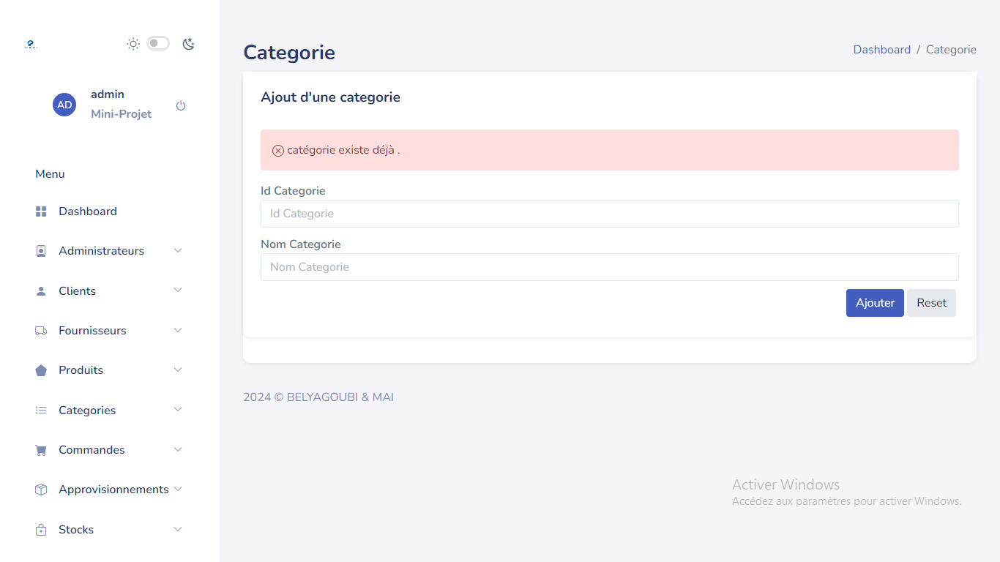 AD
admin
Mini-Projet
Menu
Dashboard
Administrateurs
Clients
Fournisseurs
Produits
Categories
Commandes
Approvisionnements
Stocks
Categorie
Dashboard / Categorie
Ajout d'une categorie
catégorie existe déjà .
Id Categorie
Id Categorie
Nom Categorie
Nom Categorie
Ajouter Reset
2024 © BELYAGOUBI & MAI
Activer Windows
Accédez aux paramètres pour activer Windows.